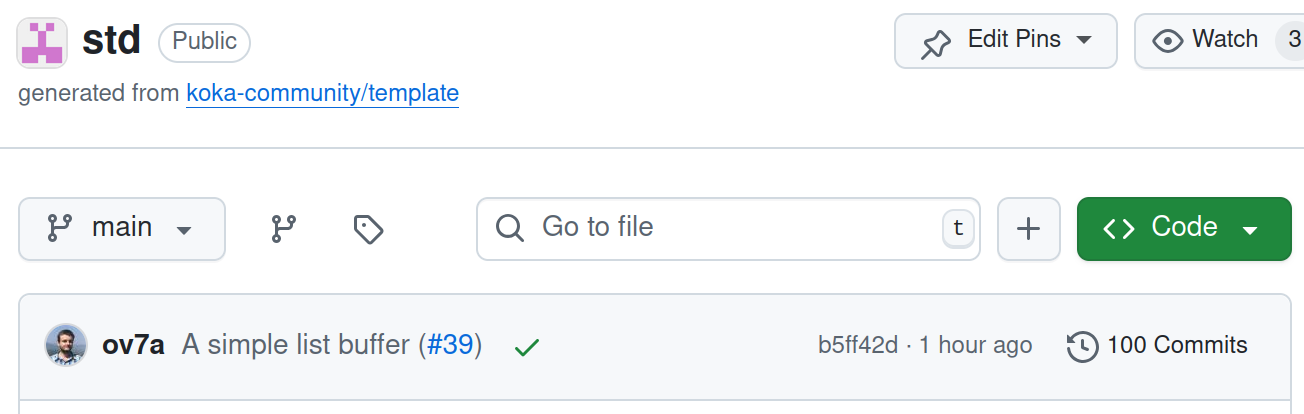 std Public Edit Pins Watch 3
generated from koka-community/template
main Go to file t Code
ov7a A simple list buffer (#39) b5ff42d · 1 hour ago 100 Commits